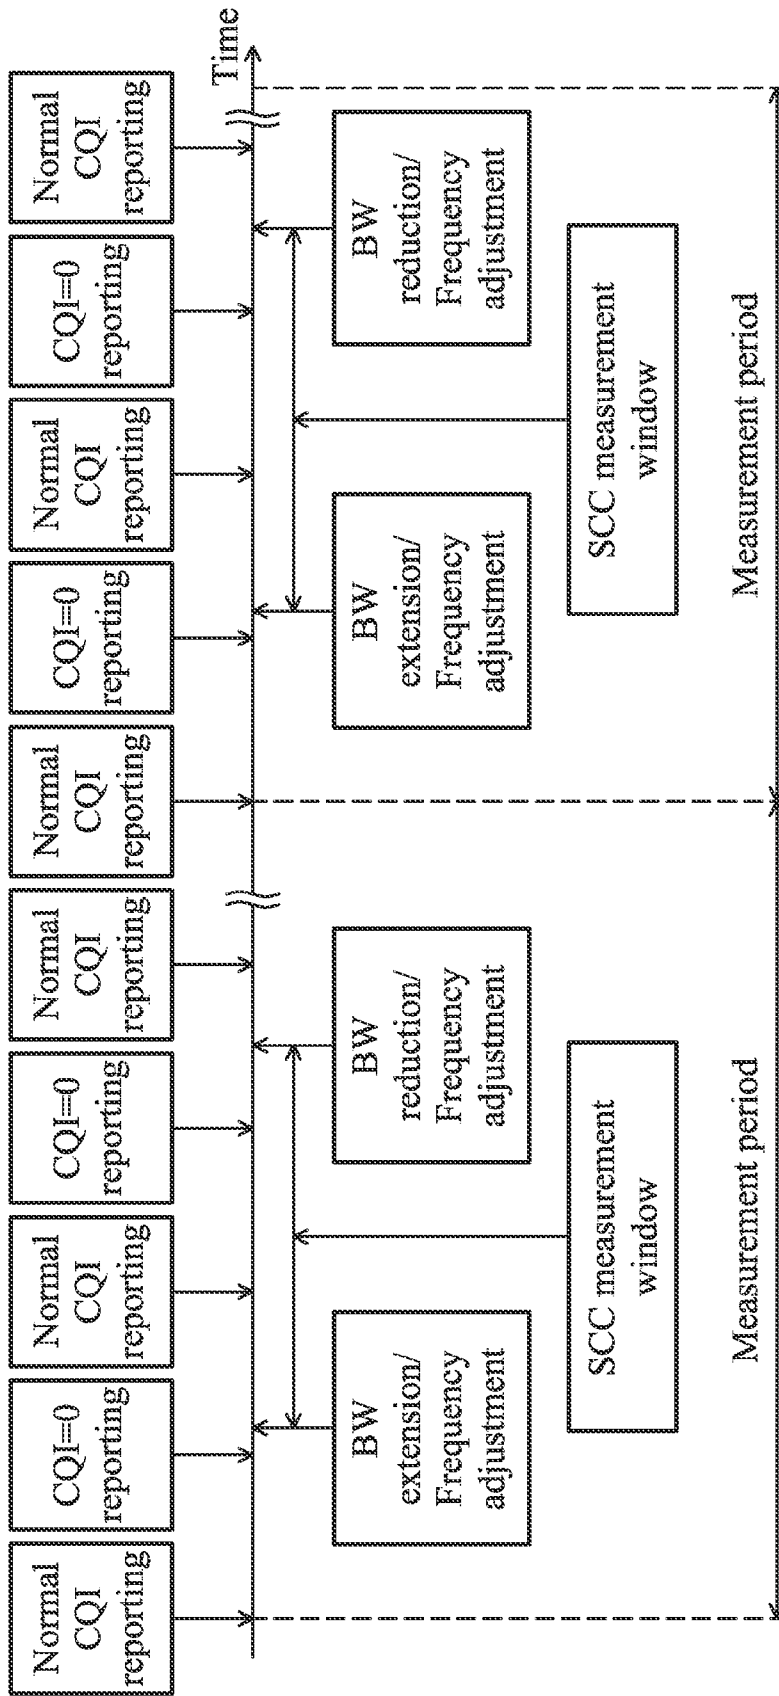 Normal
CQI
reporting
CQI=0
reporting
Normal
CQI
reporting
CQI=0
reporting
Normal
CQI
reporting
Normal
CQI
reporting
CQI=0
reporting
Normal
CQI
reporting
CQI=0
reporting
Normal
CQI
reporting
Time
BW
extension/
Frequency
adjustment
BW
reduction/
Frequency
adjustment
BW
extension/
Frequency
adjustment
BW
reduction/
Frequency
adjustment
SCC measurement
window
SCC measurement
window
Measurement period
Measurement period